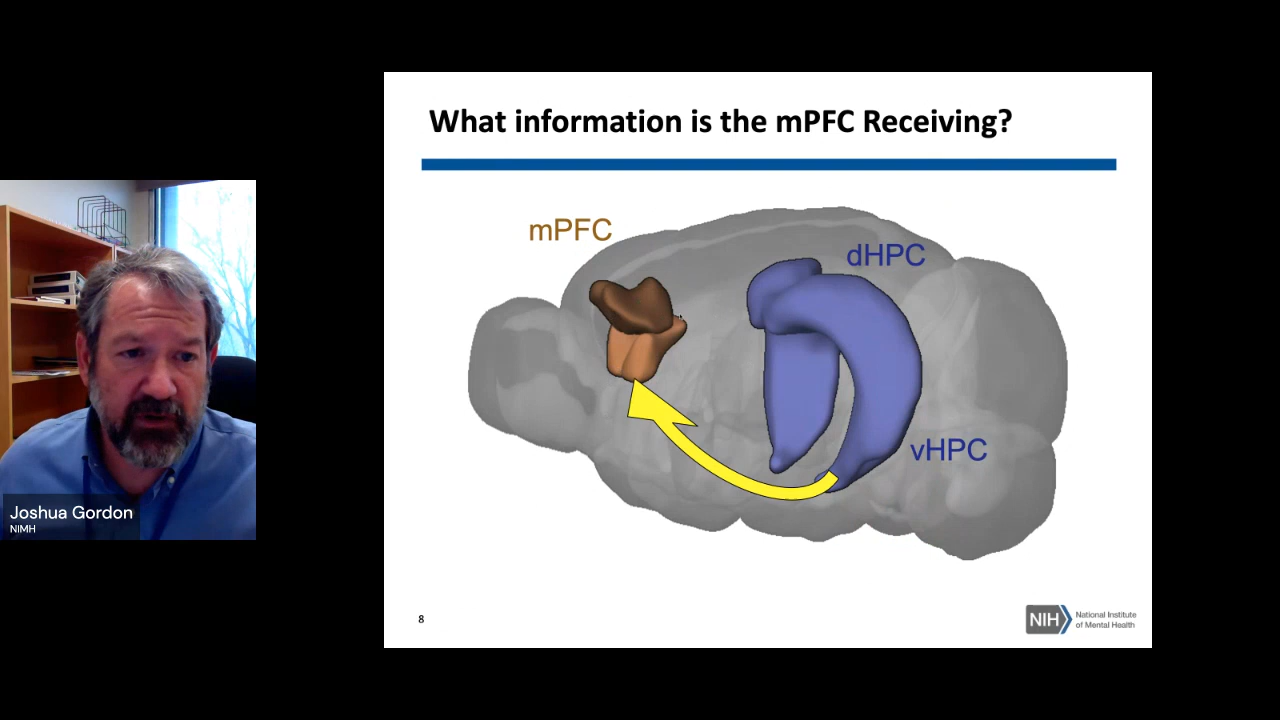 What information is the mPFC Receiving?
mPFC
dHPC
vHPC
Joshua Gordon
NIMH
8
NIH
National Institute
of Mental Health